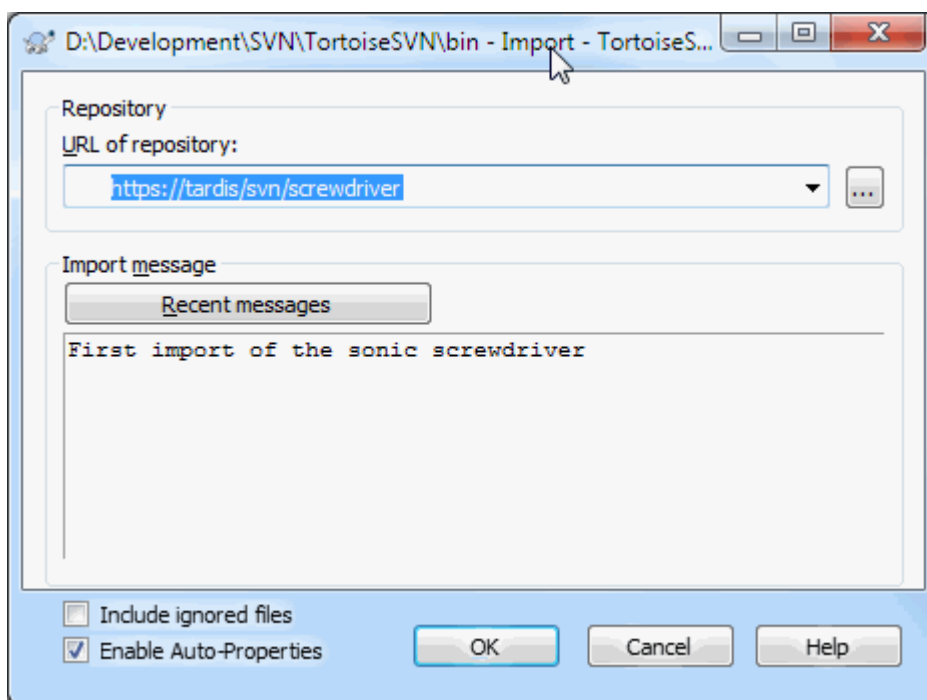 D:\Development\SVN\TortoiseSVN\bin - Import - TortoiseS...
Repository
URL of repository:
https://tardis/svn/screwdriver
...
Import message
Recent messages
First import of the sonic screwdriver
Include ignored files
Enable Auto-Properties
OK
Cancel
Help